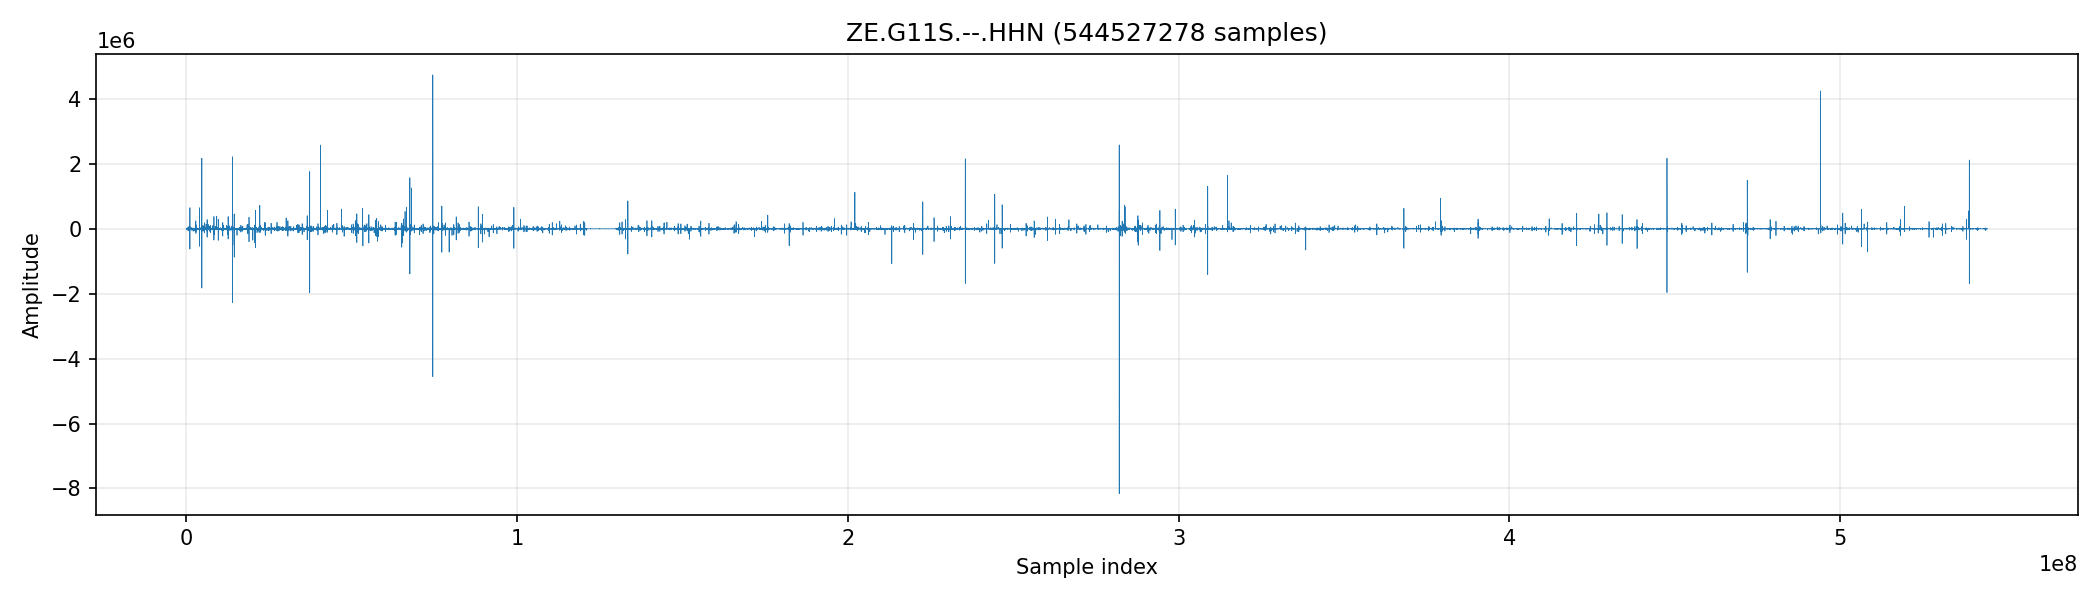 ZE.G11S.--.HHN (544527278 samples)
1e6
4
2
0
−2
−4
−6
−8
Amplitude
0
1
2
3
4
5
Sample index
1e8